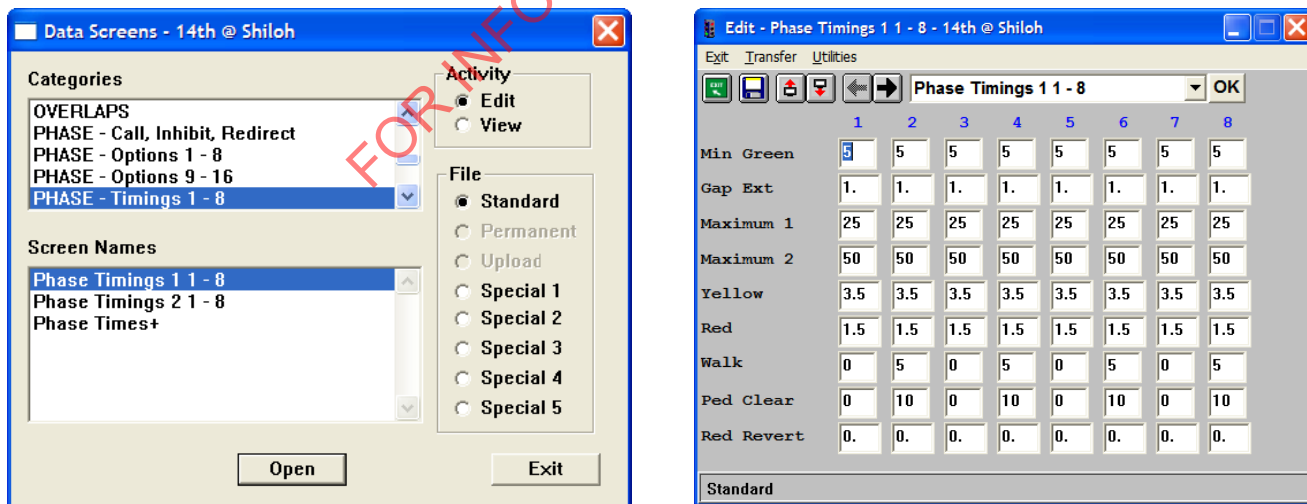 Data Screens - 14th @ Shiloh
Categories
OVERLAPS
PHASE - Call, Inhibit, Redirect
PHASE - Options 1 - 8
PHASE - Options 9 - 16
PHASE - Timings 1 - 8
Screen Names
Phase Timings 1 1 - 8
Phase Timings 2 1 - 8
Phase Times+
Activity
Edit
View
File
Standard
Permanent
Upload
Special 1
Special 2
Special 3
Special 4
Special 5
Open
Exit
FOR INFO
Edit - Phase Timings 1 1 - 8 - 14th @ Shiloh
Exit Transfer Utilities
EXIT Phase Timings 1 1 - 8 OK
1 2 3 4 5 6 7 8
Min Green 5 5 5 5 5 5 5 5
Gap Ext 1. 1. 1. 1. 1. 1. 1. 1.
Maximum 1 25 25 25 25 25 25 25 25
Maximum 2 50 50 50 50 50 50 50 50
Yellow 3.5 3.5 3.5 3.5 3.5 3.5 3.5 3.5
Red 1.5 1.5 1.5 1.5 1.5 1.5 1.5 1.5
Walk 0 5 0 5 0 5 0 5
Ped Clear 0 10 0 10 0 10 0 10
Red Revert 0. 0. 0. 0. 0. 0. 0. 0.
Standard